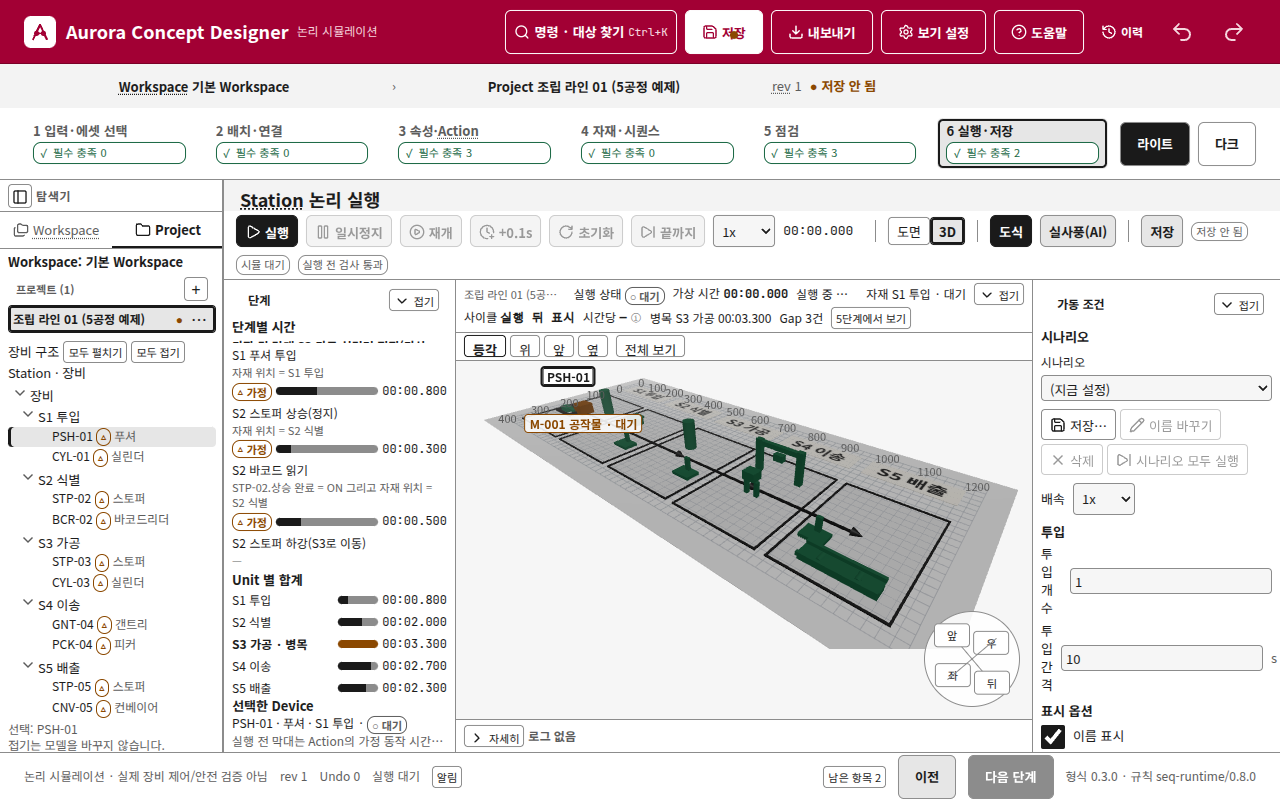 Aurora Concept Designer 논리 시뮬레이션
명령 · 대상 찾기 Ctrl+K
저장
내보내기
보기 설정
도움말
이력
Workspace 기본 Workspace › Project 조립 라인 01 (5공정 예제) rev 1 ● 저장 안 됨
1 입력·에셋 선택
✓ 필수 충족 0
2 배치·연결
✓ 필수 충족 0
3 속성·Action
✓ 필수 충족 3
4 자재·시퀀스
✓ 필수 충족 0
5 점검
✓ 필수 충족 3
6 실행·저장
✓ 필수 충족 2
라이트
다크
탐색기
Workspace
Project
Workspace: 기본 Workspace
프로젝트 (1)
+
조립 라인 01 (5공정 예제) ● ···
장비 구조 모두 펼치기 모두 접기
Station · 장비
장비
S1 투입
PSH-01 푸셔
CYL-01 실린더
S2 식별
STP-02 스토퍼
BCR-02 바코드리더
S3 가공
STP-03 스토퍼
CYL-03 실린더
S4 이송
GNT-04 갠트리
PCK-04 피커
S5 배출
STP-05 스토퍼
CNV-05 컨베이어
선택: PSH-01
접기는 모델을 바꾸지 않습니다.
Station 논리 실행
실행
일시정지
재개
+0.1s
초기화
끝까지
1x
00:00.000
도면
3D
도식
실사풍(AI)
저장
저장 안 됨
시뮬 대기
실행 전 검사 통과
단계
접기
단계별 시간
S1 푸셔 투입
자재 위치 = S1 투입
가정 00:00.800
S2 스토퍼 상승(정지)
자재 위치 = S2 식별
가정 00:00.300
S2 바코드 읽기
STP-02.상승 완료 = ON 그리고 자재 위치 =
S2 식별
가정 00:00.500
S2 스토퍼 하강(S3로 이동)
—
Unit 별 합계
S1 투입 00:00.800
S2 식별 00:02.000
S3 가공 · 병목 00:03.300
S4 이송 00:02.700
S5 배출 00:02.300
선택한 Device
PSH-01 · 푸셔 · S1 투입 · ○ 대기
실행 전 막대는 Action의 가정 동작 시간···
조립 라인 01 (5공··· 실행 상태 ○ 대기 가상 시간 00:00.000 실행 중 ··· 자재 S1 투입 · 대기 접기
사이클 실행 뒤 표시 시간당 – ⓘ 병목 S3 가공 00:03.300 Gap 3건 5단계에서 보기
등각
위
앞
옆
전체 보기
PSH-01
M-001 공작물 · 대기
400
300
0
0
100
200
300
400
500
600
700
800
900
1000
1100
1200
S3 가공
S4 이송
S5 배출
앞
우
좌
뒤
자세히 로그 없음
가동 조건
접기
시나리오
시나리오
(지금 설정)
저장···
이름 바꾸기
삭제
시나리오 모두 실행
배속 1x
투입
투입 개수
1
투입 간격
10 s
표시 옵션
이름 표시
논리 시뮬레이션 · 실제 장비 제어/안전 검증 아님 rev 1 Undo 0 실행 대기 알림
남은 항목 2
이전
다음 단계
형식 0.3.0 · 규칙 seq-runtime/0.8.0